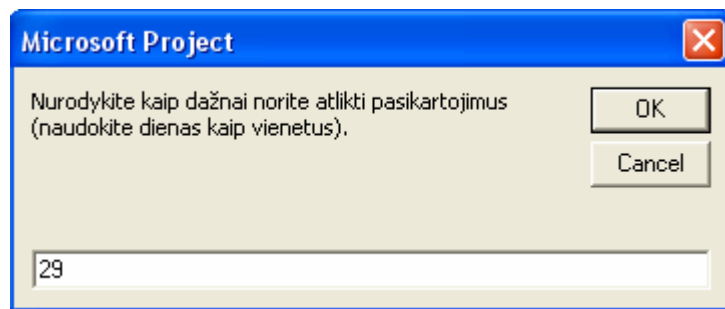 Microsoft Project
Nurodykite kaip dažnai norite atlikti pasikartojimus
(naudokite dienas kaip vienetus).
OK
Cancel
29